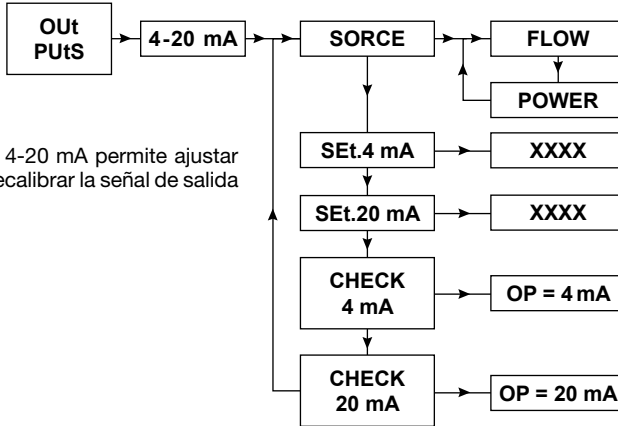 OUt
PUtS
4-20 mA
SORCE
FLOW
POWER
4-20 mA permite ajustar
SEt.4 mA
XXXX
la señal de salida
SEt.20 mA
XXXX
CHECK
4 mA
OP = 4 mA
CHECK
20 mA
OP = 20 mA